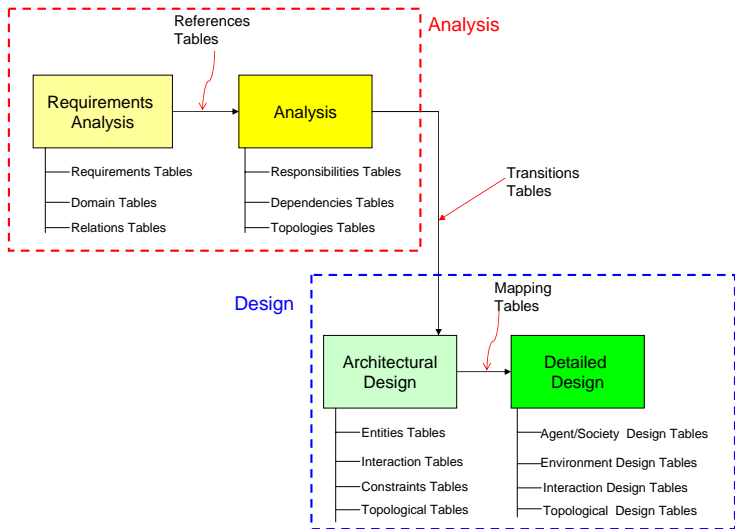 References
Tables
Analysis
Requirements
Analysis
Analysis
Requirements Tables
Domain Tables
Relations Tables
Responsibilities Tables
Dependencies Tables
Topologies Tables
Transitions
Tables
Design
Mapping
Tables
Architectural
Design
Detailed
Design
Entities Tables
Interaction Tables
Constraints Tables
Topological Tables
Agent/Society Design Tables
Environment Design Tables
Interaction Design Tables
Topological Design Tables